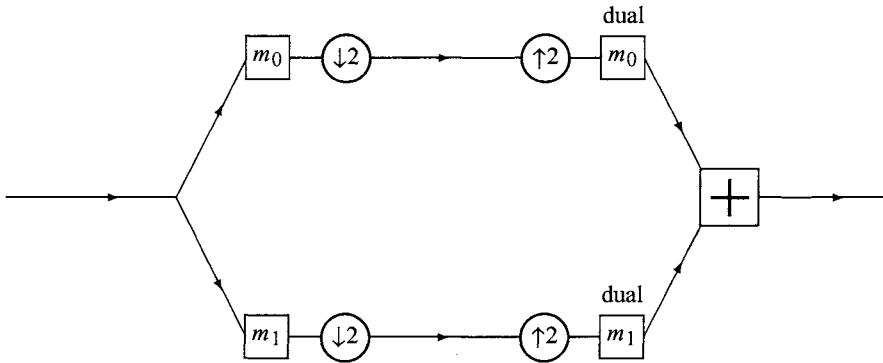 dual
m₀ ↓2 ↑2 m₀
+
dual
m₁ ↓2 ↑2 m₁